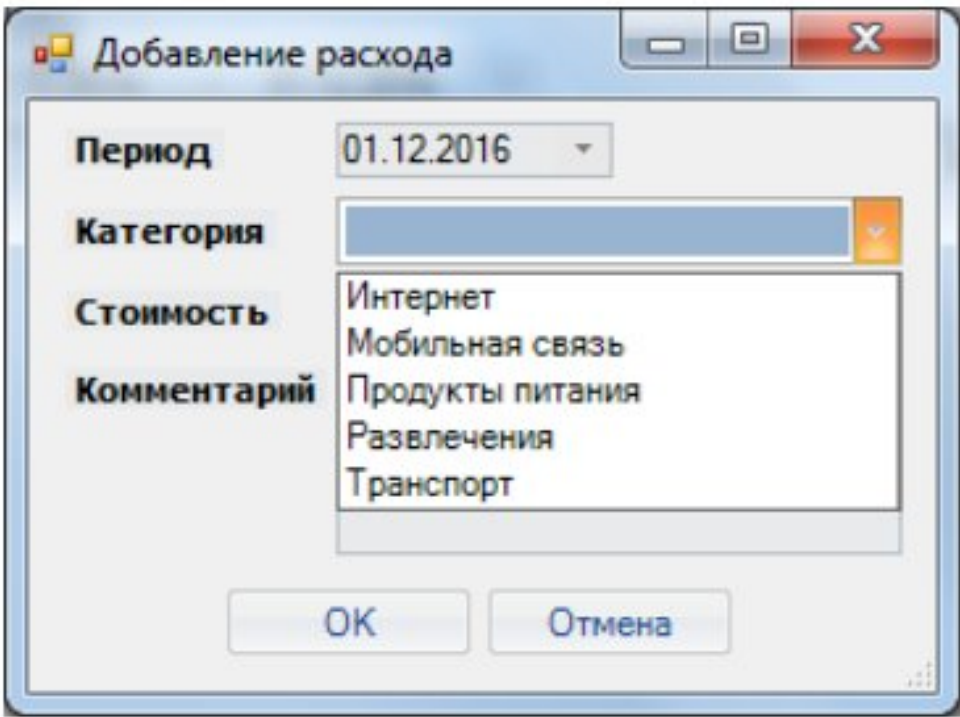 Добавление расхода
Период 01.12.2016
Категория
Стоимость
Комментарий
Интернет
Мобильная связь
Продукты питания
Развлечения
Транспорт
OK Отмена